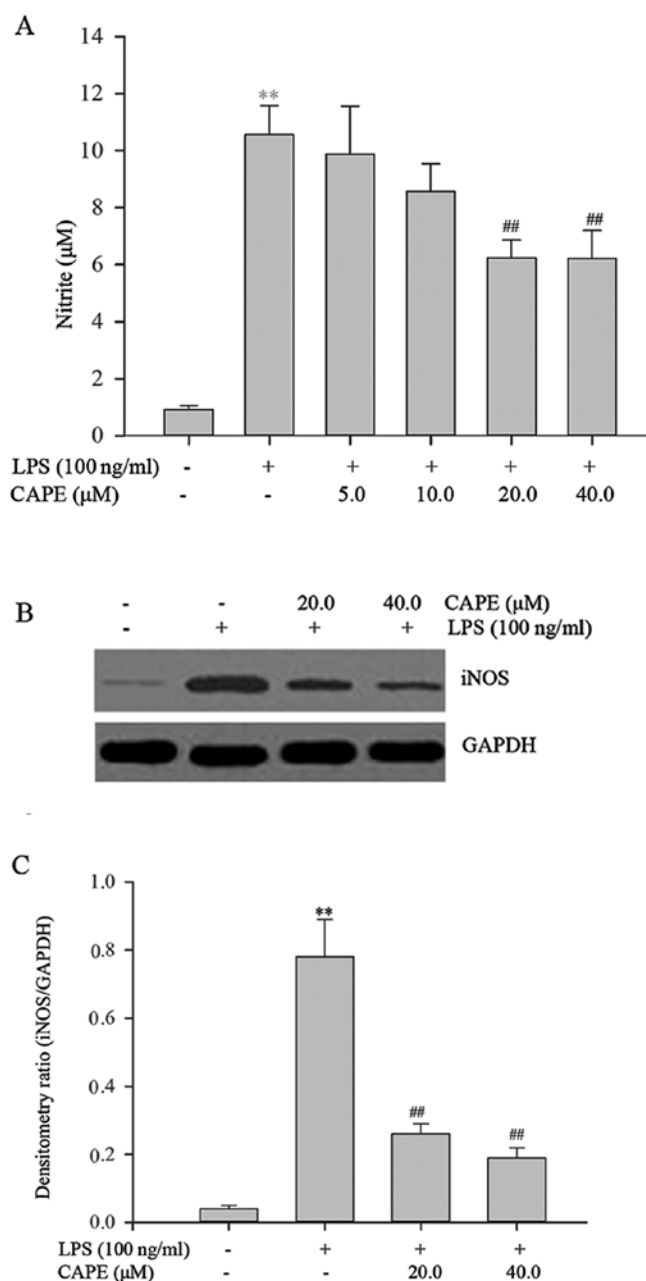 A
14
12
10
8
6
4
2
0
Nitrite (μM)
**
##
##
LPS (100 ng/ml) - + + + + +
CAPE (μM) - - 5.0 10.0 20.0 40.0
B
- - 20.0 40.0 CAPE (μM)
- + + + LPS (100 ng/ml)
iNOS
GAPDH
C
1.0
0.8
0.6
0.4
0.2
0.0
Densitometry ratio (iNOS/GAPDH)
**
##
##
LPS (100 ng/ml) - + + +
CAPE (μM) - - 20.0 40.0